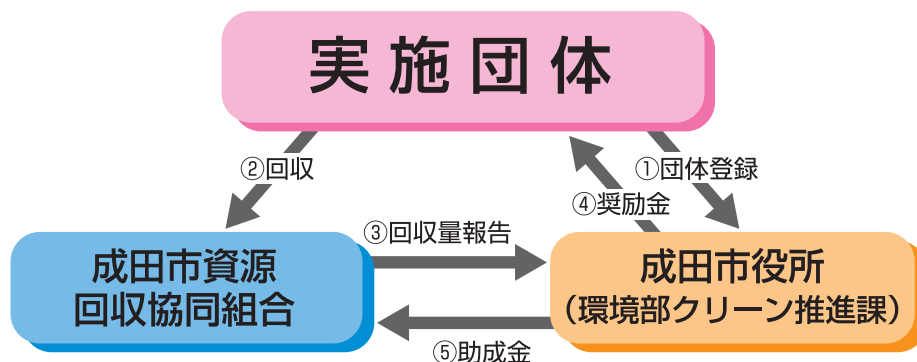 実施団体
②回収
①団体登録
④奨励金
③回収量報告
成田市資源
回収協同組合
成田市役所
（環境部クリーン推進課）
⑤助成金